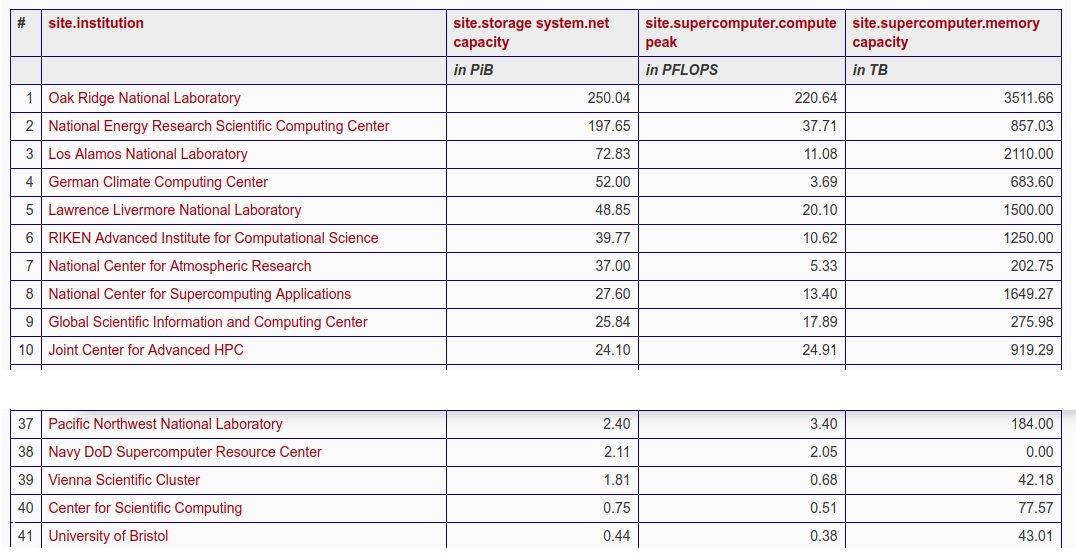 # site.institution site.storage system.net capacity site.supercomputer.compute peak site.supercomputer.memory capacity
in PiB in PFLOPS in TB
1 Oak Ridge National Laboratory 250.04 220.64 3511.66
2 National Energy Research Scientific Computing Center 197.65 37.71 857.03
3 Los Alamos National Laboratory 72.83 11.08 2110.00
4 German Climate Computing Center 52.00 3.69 683.60
5 Lawrence Livermore National Laboratory 48.85 20.10 1500.00
6 RIKEN Advanced Institute for Computational Science 39.77 10.62 1250.00
7 National Center for Atmospheric Research 37.00 5.33 202.75
8 National Center for Supercomputing Applications 27.60 13.40 1649.27
9 Global Scientific Information and Computing Center 25.84 17.89 275.98
10 Joint Center for Advanced HPC 24.10 24.91 919.29
37 Pacific Northwest National Laboratory 2.40 3.40 184.00
38 Navy DoD Supercomputer Resource Center 2.11 2.05 0.00
39 Vienna Scientific Cluster 1.81 0.68 42.18
40 Center for Scientific Computing 0.75 0.51 77.57
41 University of Bristol 0.44 0.38 43.01